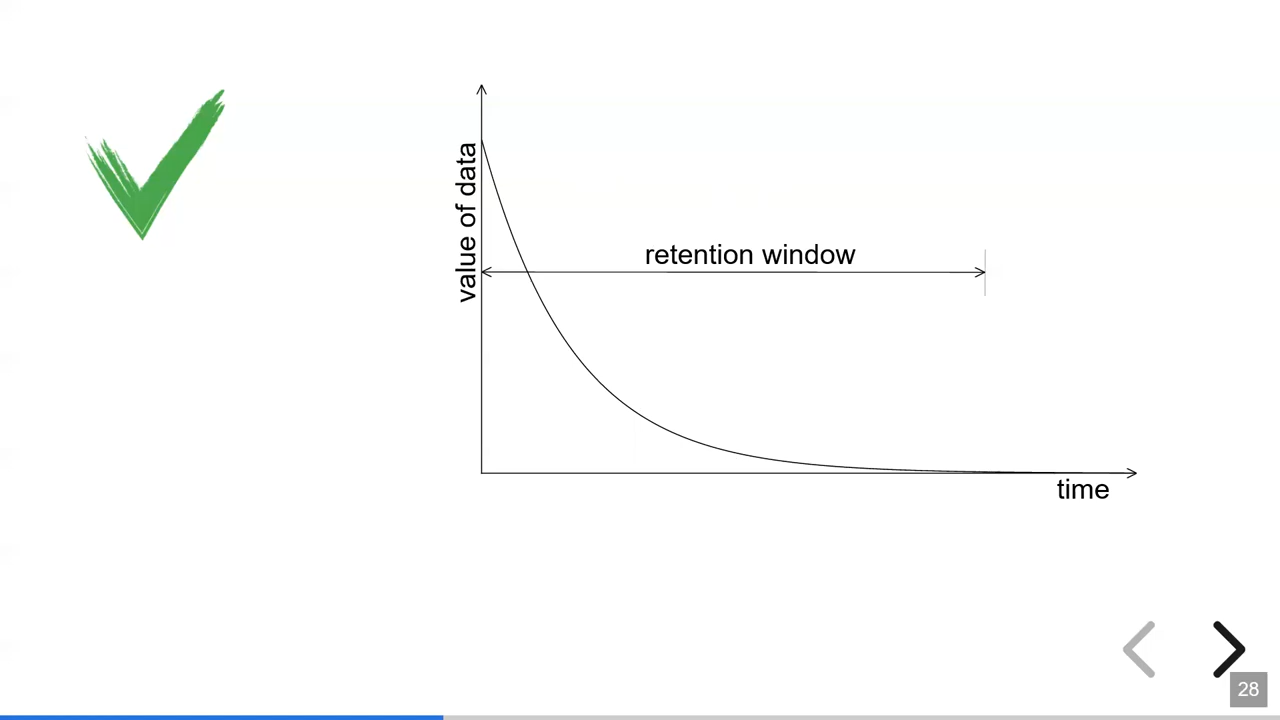 value of data
retention window
time
28